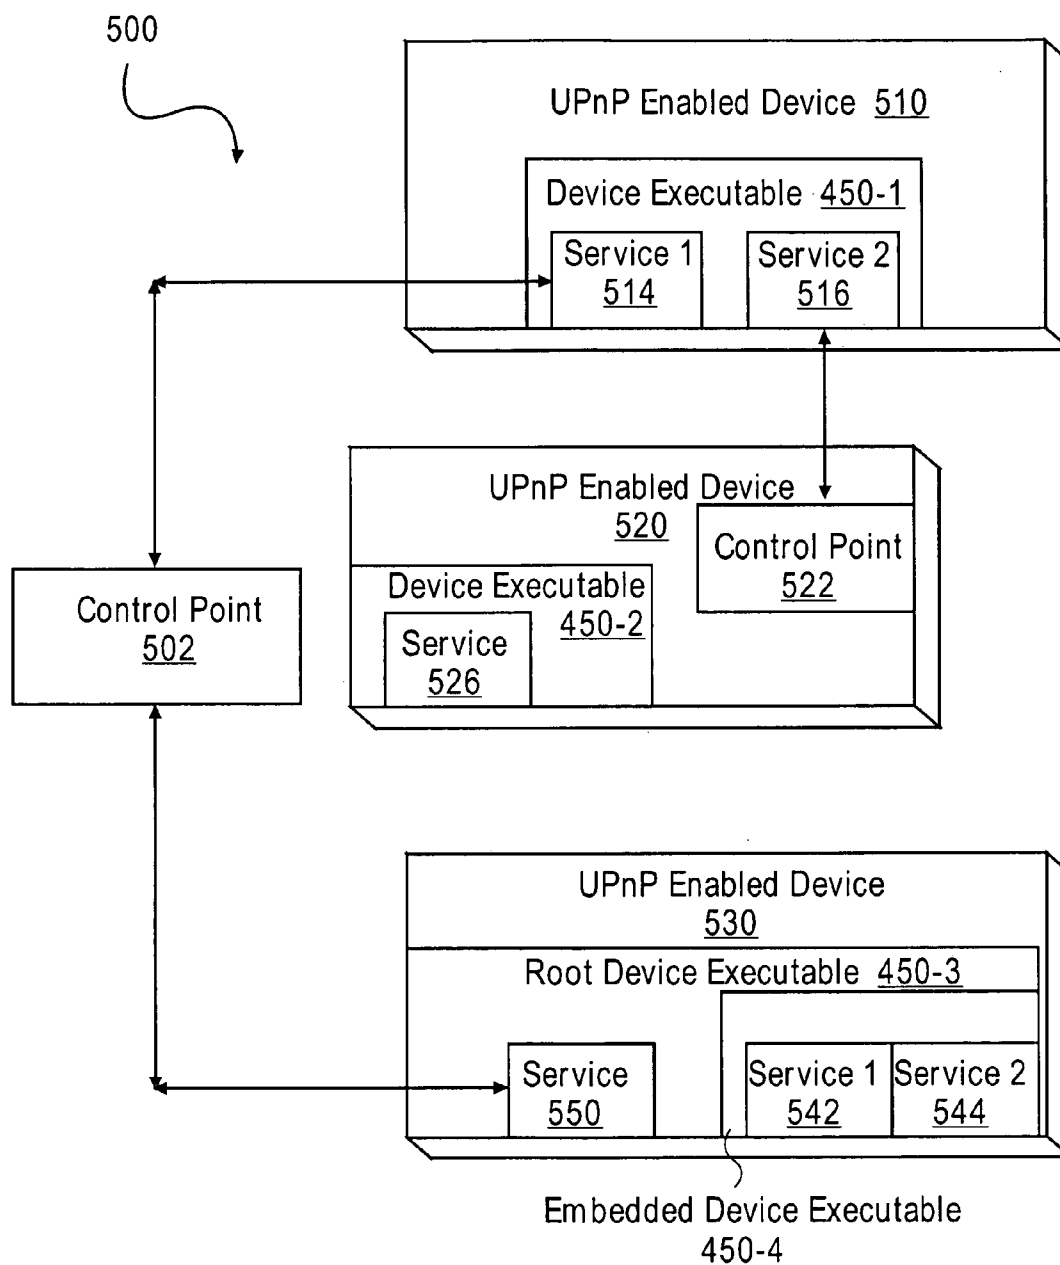 500
UPnP Enabled Device 510
Device Executable 450-1
Service 1
514
Service 2
516
UPnP Enabled Device
520
Control Point
522
Device Executable
450-2
Service
526
Control Point
502
UPnP Enabled Device
530
Root Device Executable 450-3
Service
550
Service 1
542
Service 2
544
Embedded Device Executable
450-4